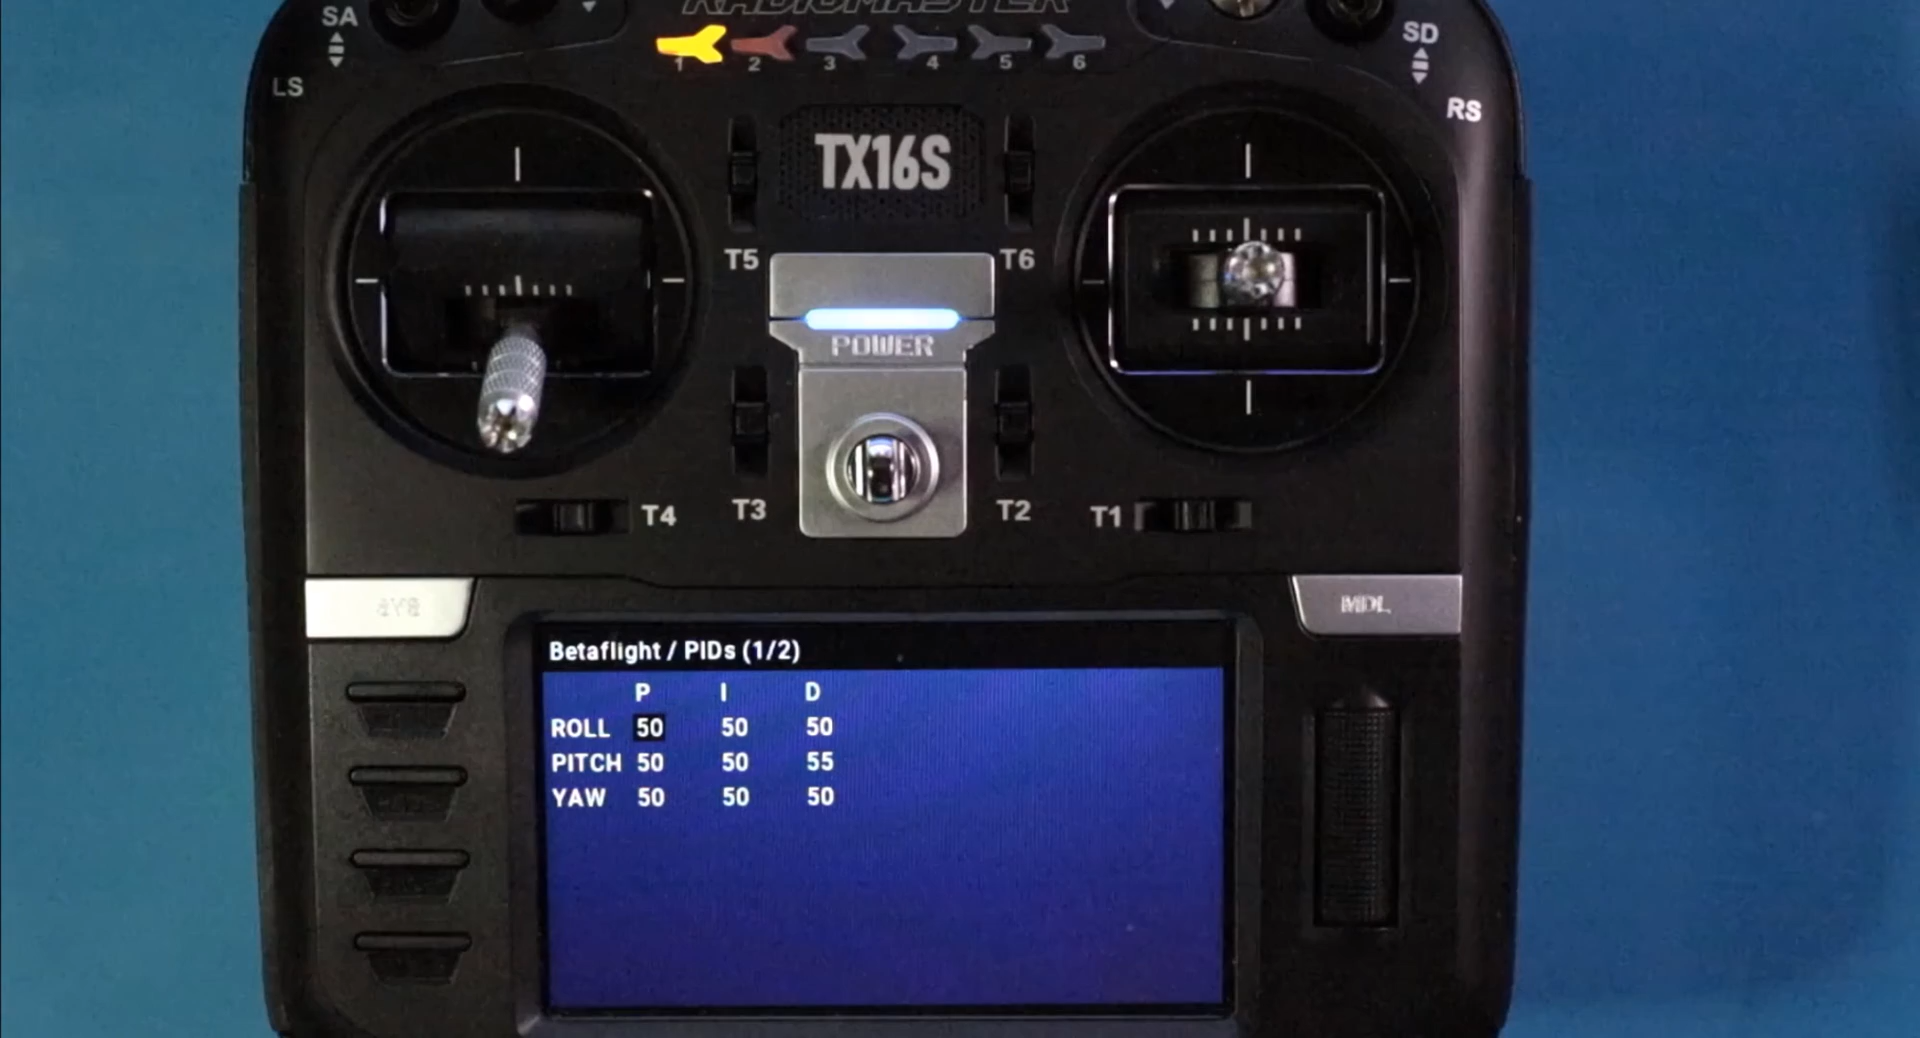 RADIOMASTER
SA
SD
1 2 3 4 5 6
LS
RS
TX16S
T5
T6
POWER
T4
T3
T2
T1
SYS
MDL
Betaflight / PIDs (1/2)
P I D
ROLL 50 50 50
PITCH 50 50 55
YAW 50 50 50